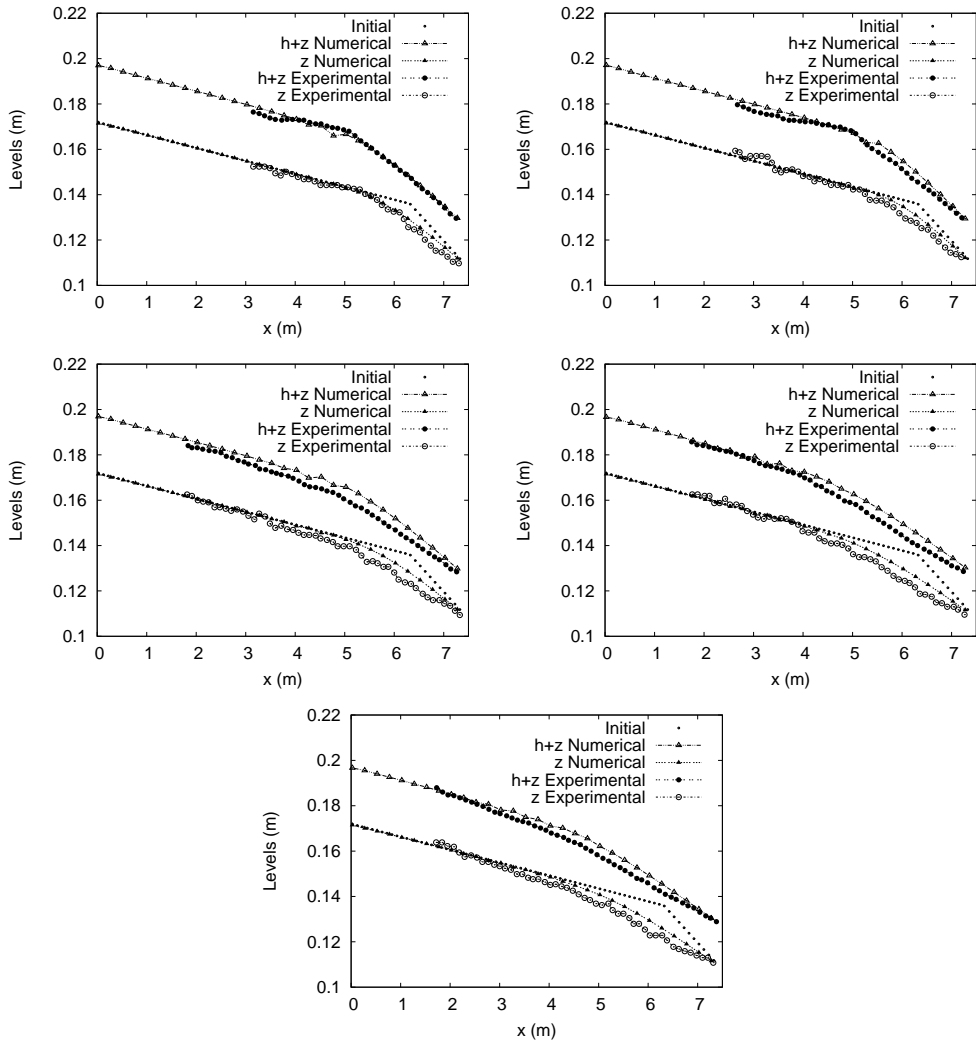 0.22
0.2
0.18
0.16
0.14
0.12
0.1
Levels (m)
Initial
h+z Numerical
z Numerical
h+z Experimental
z Experimental
0 1 2 3 4 5 6 7
x (m)
0.22
0.2
0.18
0.16
0.14
0.12
0.1
Levels (m)
Initial
h+z Numerical
z Numerical
h+z Experimental
z Experimental
0 1 2 3 4 5 6 7
x (m)
0.22
0.2
0.18
0.16
0.14
0.12
0.1
Levels (m)
Initial
h+z Numerical
z Numerical
h+z Experimental
z Experimental
0 1 2 3 4 5 6 7
x (m)
0.22
0.2
0.18
0.16
0.14
0.12
0.1
Levels (m)
Initial
h+z Numerical
z Numerical
h+z Experimental
z Experimental
0 1 2 3 4 5 6 7
x (m)
0.22
0.2
0.18
0.16
0.14
0.12
0.1
Levels (m)
Initial
h+z Numerical
z Numerical
h+z Experimental
z Experimental
0 1 2 3 4 5 6 7
x (m)